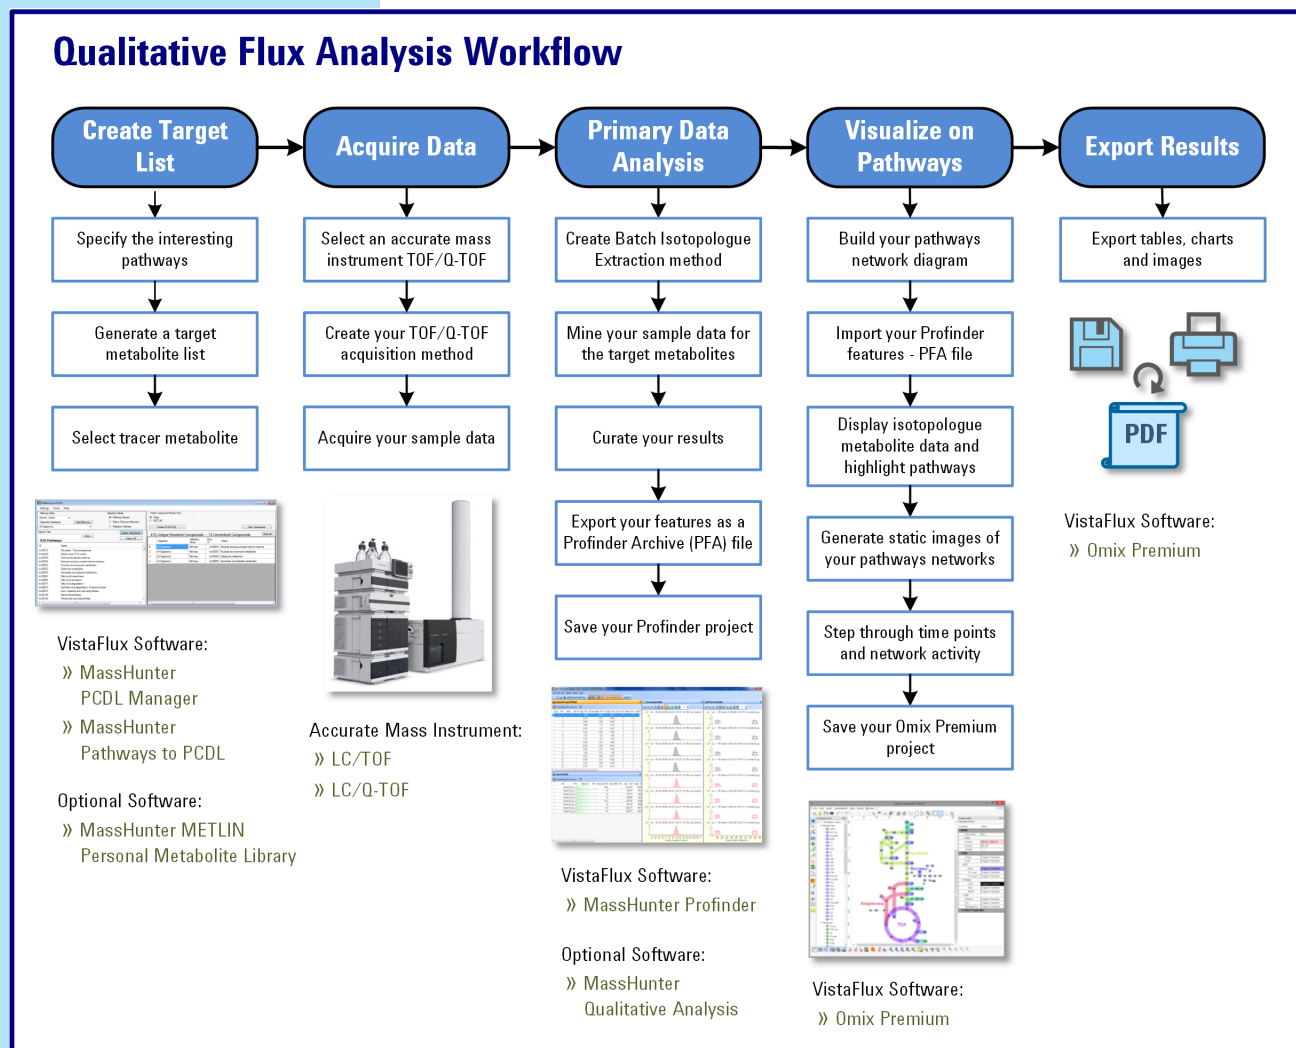 Qualitative Flux Analysis Workflow
Create Target
List
Acquire Data
Primary Data
Analysis
Visualize on
Pathways
Export Results
Specify the interesting
pathways
Generate a target
metabolite list
Select tracer metabolite
VistaFlux Software:
» MassHunter
PCDL Manager
» MassHunter
Pathways to PCDL
Optional Software:
» MassHunter METLIN
Personal Metabolite Library
Select an accurate mass
instrument TOF/Q-TOF
Create your TOF/Q-TOF
acquisition method
Acquire your sample data
Accurate Mass Instrument:
» LC/TOF
» LC/Q-TOF
Create Batch Isotopologue
Extraction method
Mine your sample data for
the target metabolites
Curate your results
Export your features as a
Profinder Archive (PFA) file
Save your Profinder project
VistaFlux Software:
» MassHunter Profinder
Optional Software:
» MassHunter
Qualitative Analysis
Build your pathways
network diagram
Import your Profinder
features - PFA file
Display isotopologue
metabolite data and
highlight pathways
Generate static images of
your pathways networks
Step through time points
and network activity
Save your Omix Premium
project
TCA
VistaFlux Software:
» Omix Premium
Export tables, charts
and images
PDF
VistaFlux Software:
» Omix Premium